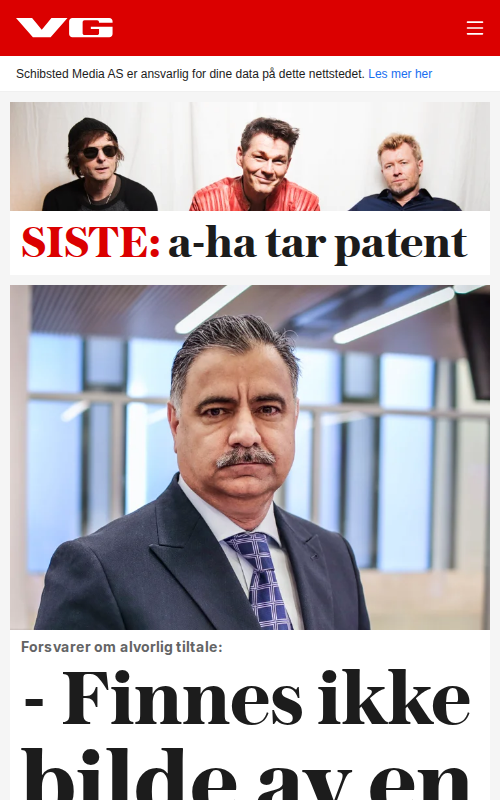 VG
Schibsted Media AS er ansvarlig for dine data på dette nettstedet. Les mer her
SISTE: a-ha tar patent
Forsvarer om alvorlig tiltale:
- Finnes ikke
bilde av en